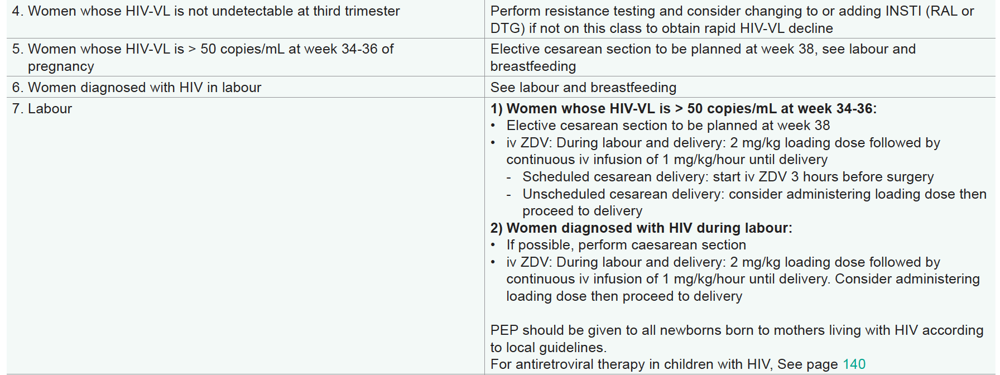 4. Women whose HIV-VL is not undetectable at third trimester
Perform resistance testing and consider changing to or adding INSTI (RAL or
DTG) if not on this class to obtain rapid HIV-VL decline
5. Women whose HIV-VL is > 50 copies/mL at week 34-36 of
pregnancy
Elective cesarean section to be planned at week 38, see labour and
breastfeeding
6. Women diagnosed with HIV in labour
See labour and breastfeeding
7. Labour
1) Women whose HIV-VL is > 50 copies/mL at week 34-36:
• Elective cesarean section to be planned at week 38
• iv ZDV: During labour and delivery: 2 mg/kg loading dose followed by
continuous iv infusion of 1 mg/kg/hour until delivery
- Scheduled cesarean delivery: start iv ZDV 3 hours before surgery
- Unscheduled cesarean delivery: consider administering loading dose then
proceed to delivery
2) Women diagnosed with HIV during labour:
• If possible, perform caesarean section
• iv ZDV: During labour and delivery: 2 mg/kg loading dose followed by
continuous iv infusion of 1 mg/kg/hour until delivery. Consider administering
loading dose then proceed to delivery
PEP should be given to all newborns born to mothers living with HIV according
to local guidelines.
For antiretroviral therapy in children with HIV, See page 140